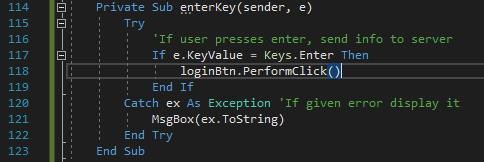 114 Private Sub enterKey(sender, e)
115 Try
116 'If user presses enter, send info to server
117 If e.KeyValue = Keys.Enter Then
118 loginBtn.PerformClick()
119 End If
120 Catch ex As Exception 'If given error display it
121 MsgBox(ex.ToString)
122 End Try
123 End Sub